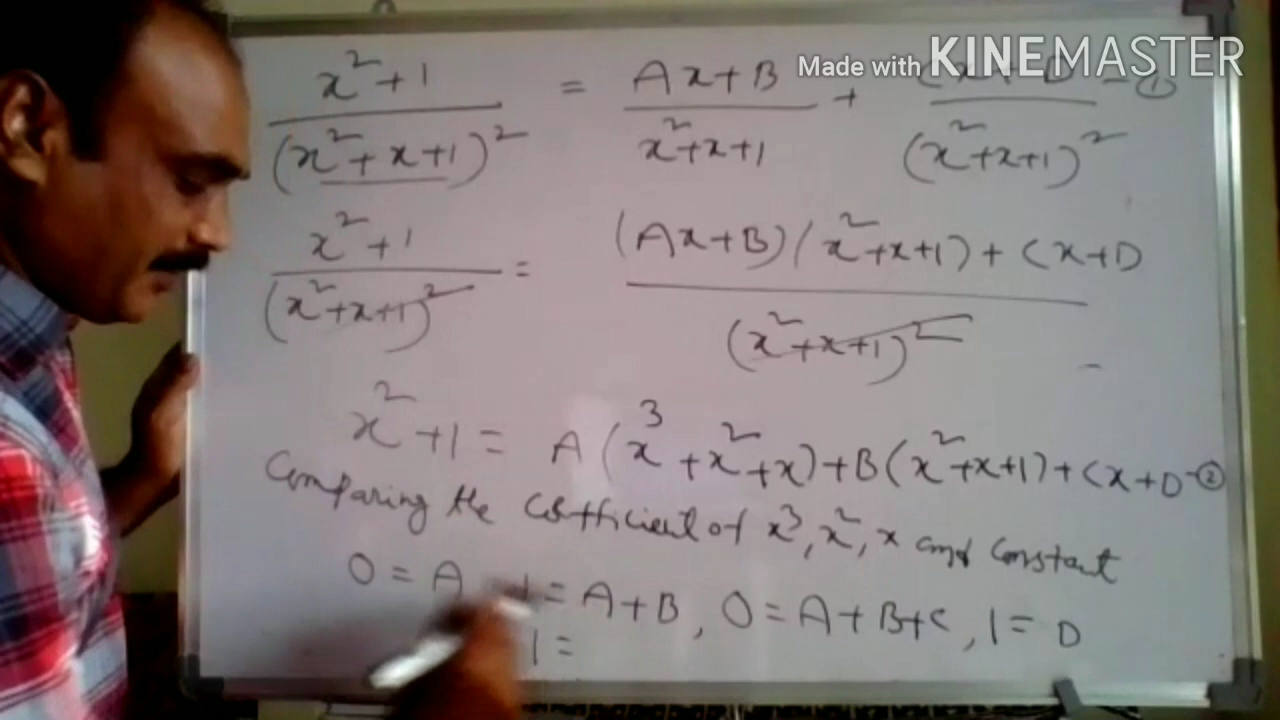 Made with KINEMASTER
x² + 1 / (x² + x + 1)² = Ax + B / x² + x + 1 + x + D / (x² + x + 1)² — ①
x² + 1 / (x² + x + 1)² = (Ax + B)(x² + x + 1) + Cx + D / (x² + x + 1)²
x² + 1 = A(x³ + x² + x) + B(x² + x + 1) + Cx + D — ②
Comparing the Coefficient of x³, x², x and Constant
0 = A 1 = A + B, 0 = A + B + C, 1 = D
1 =